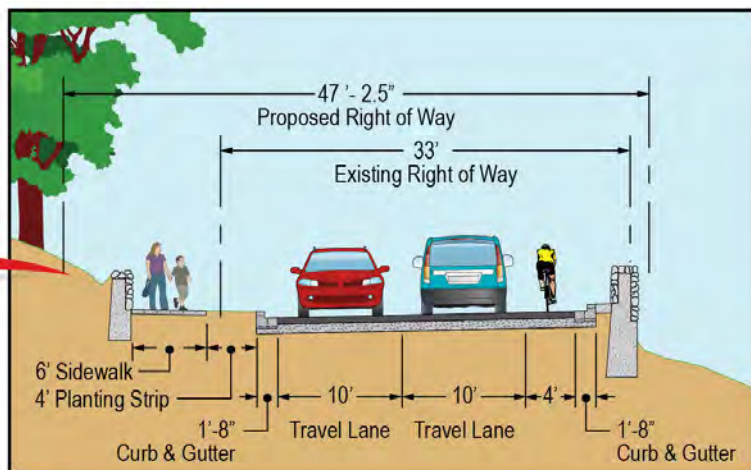 47 '- 2.5”
Proposed Right of Way
33’
Existing Right of Way
6’ Sidewalk
4’ Planting Strip
10’
10’
4’
1’-8”
Travel Lane
Travel Lane
1’-8”
Curb & Gutter
Curb & Gutter